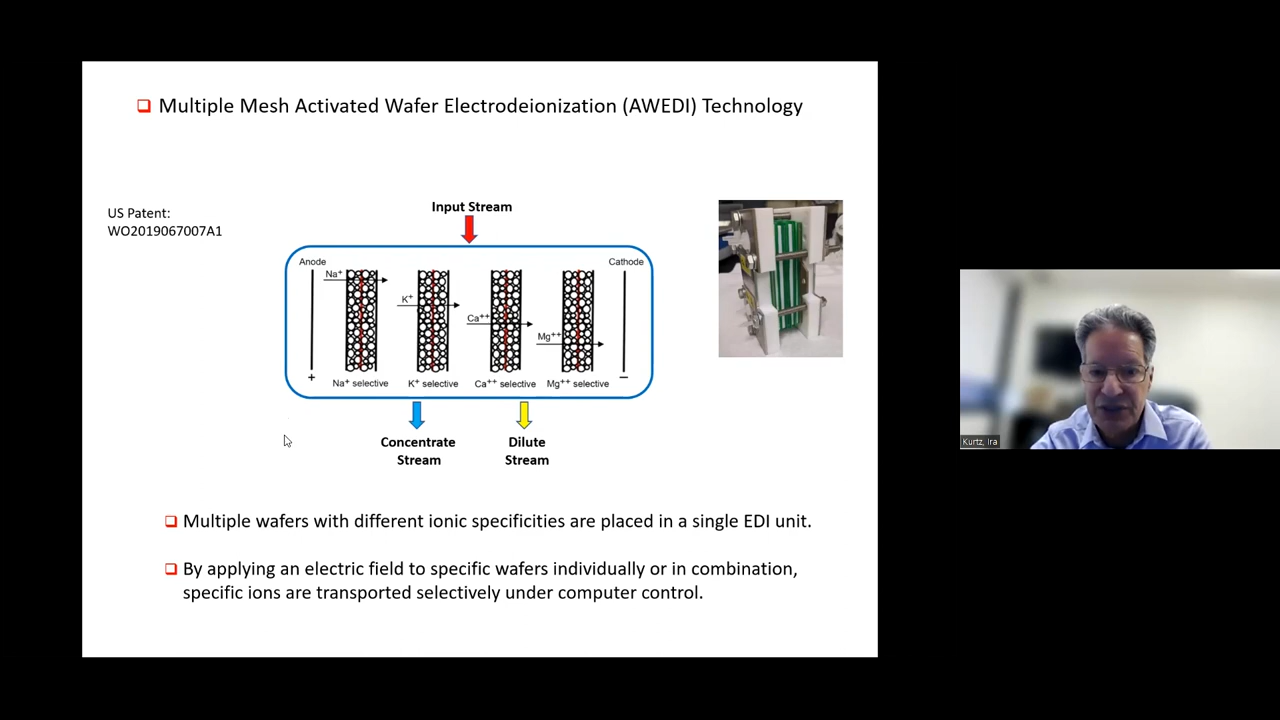 Multiple Mesh Activated Wafer Electrodeionization (AWEDI) Technology
US Patent:
WO2019067007A1
Input Stream
Anode
Cathode
Na⁺
K⁺
Ca⁺⁺
Mg⁺⁺
+
Na⁺ selective
K⁺ selective
Ca⁺⁺ selective
Mg⁺⁺ selective
−
Concentrate
Stream
Dilute
Stream
Kurtz, Ira
Multiple wafers with different ionic specificities are placed in a single EDI unit.
By applying an electric field to specific wafers individually or in combination,
specific ions are transported selectively under computer control.